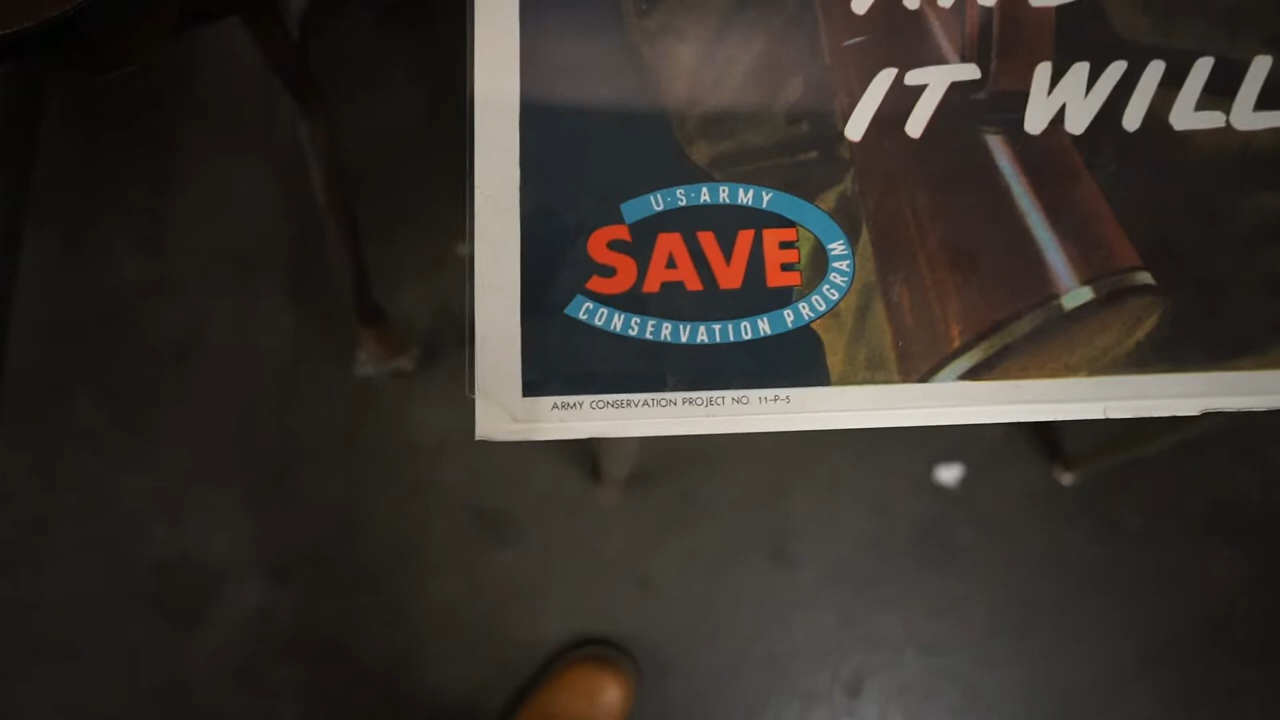 IT WILL
U·S·ARMY
SAVE
CONSERVATION PROGRAM
ARMY CONSERVATION PROJECT NO. 11-P-5